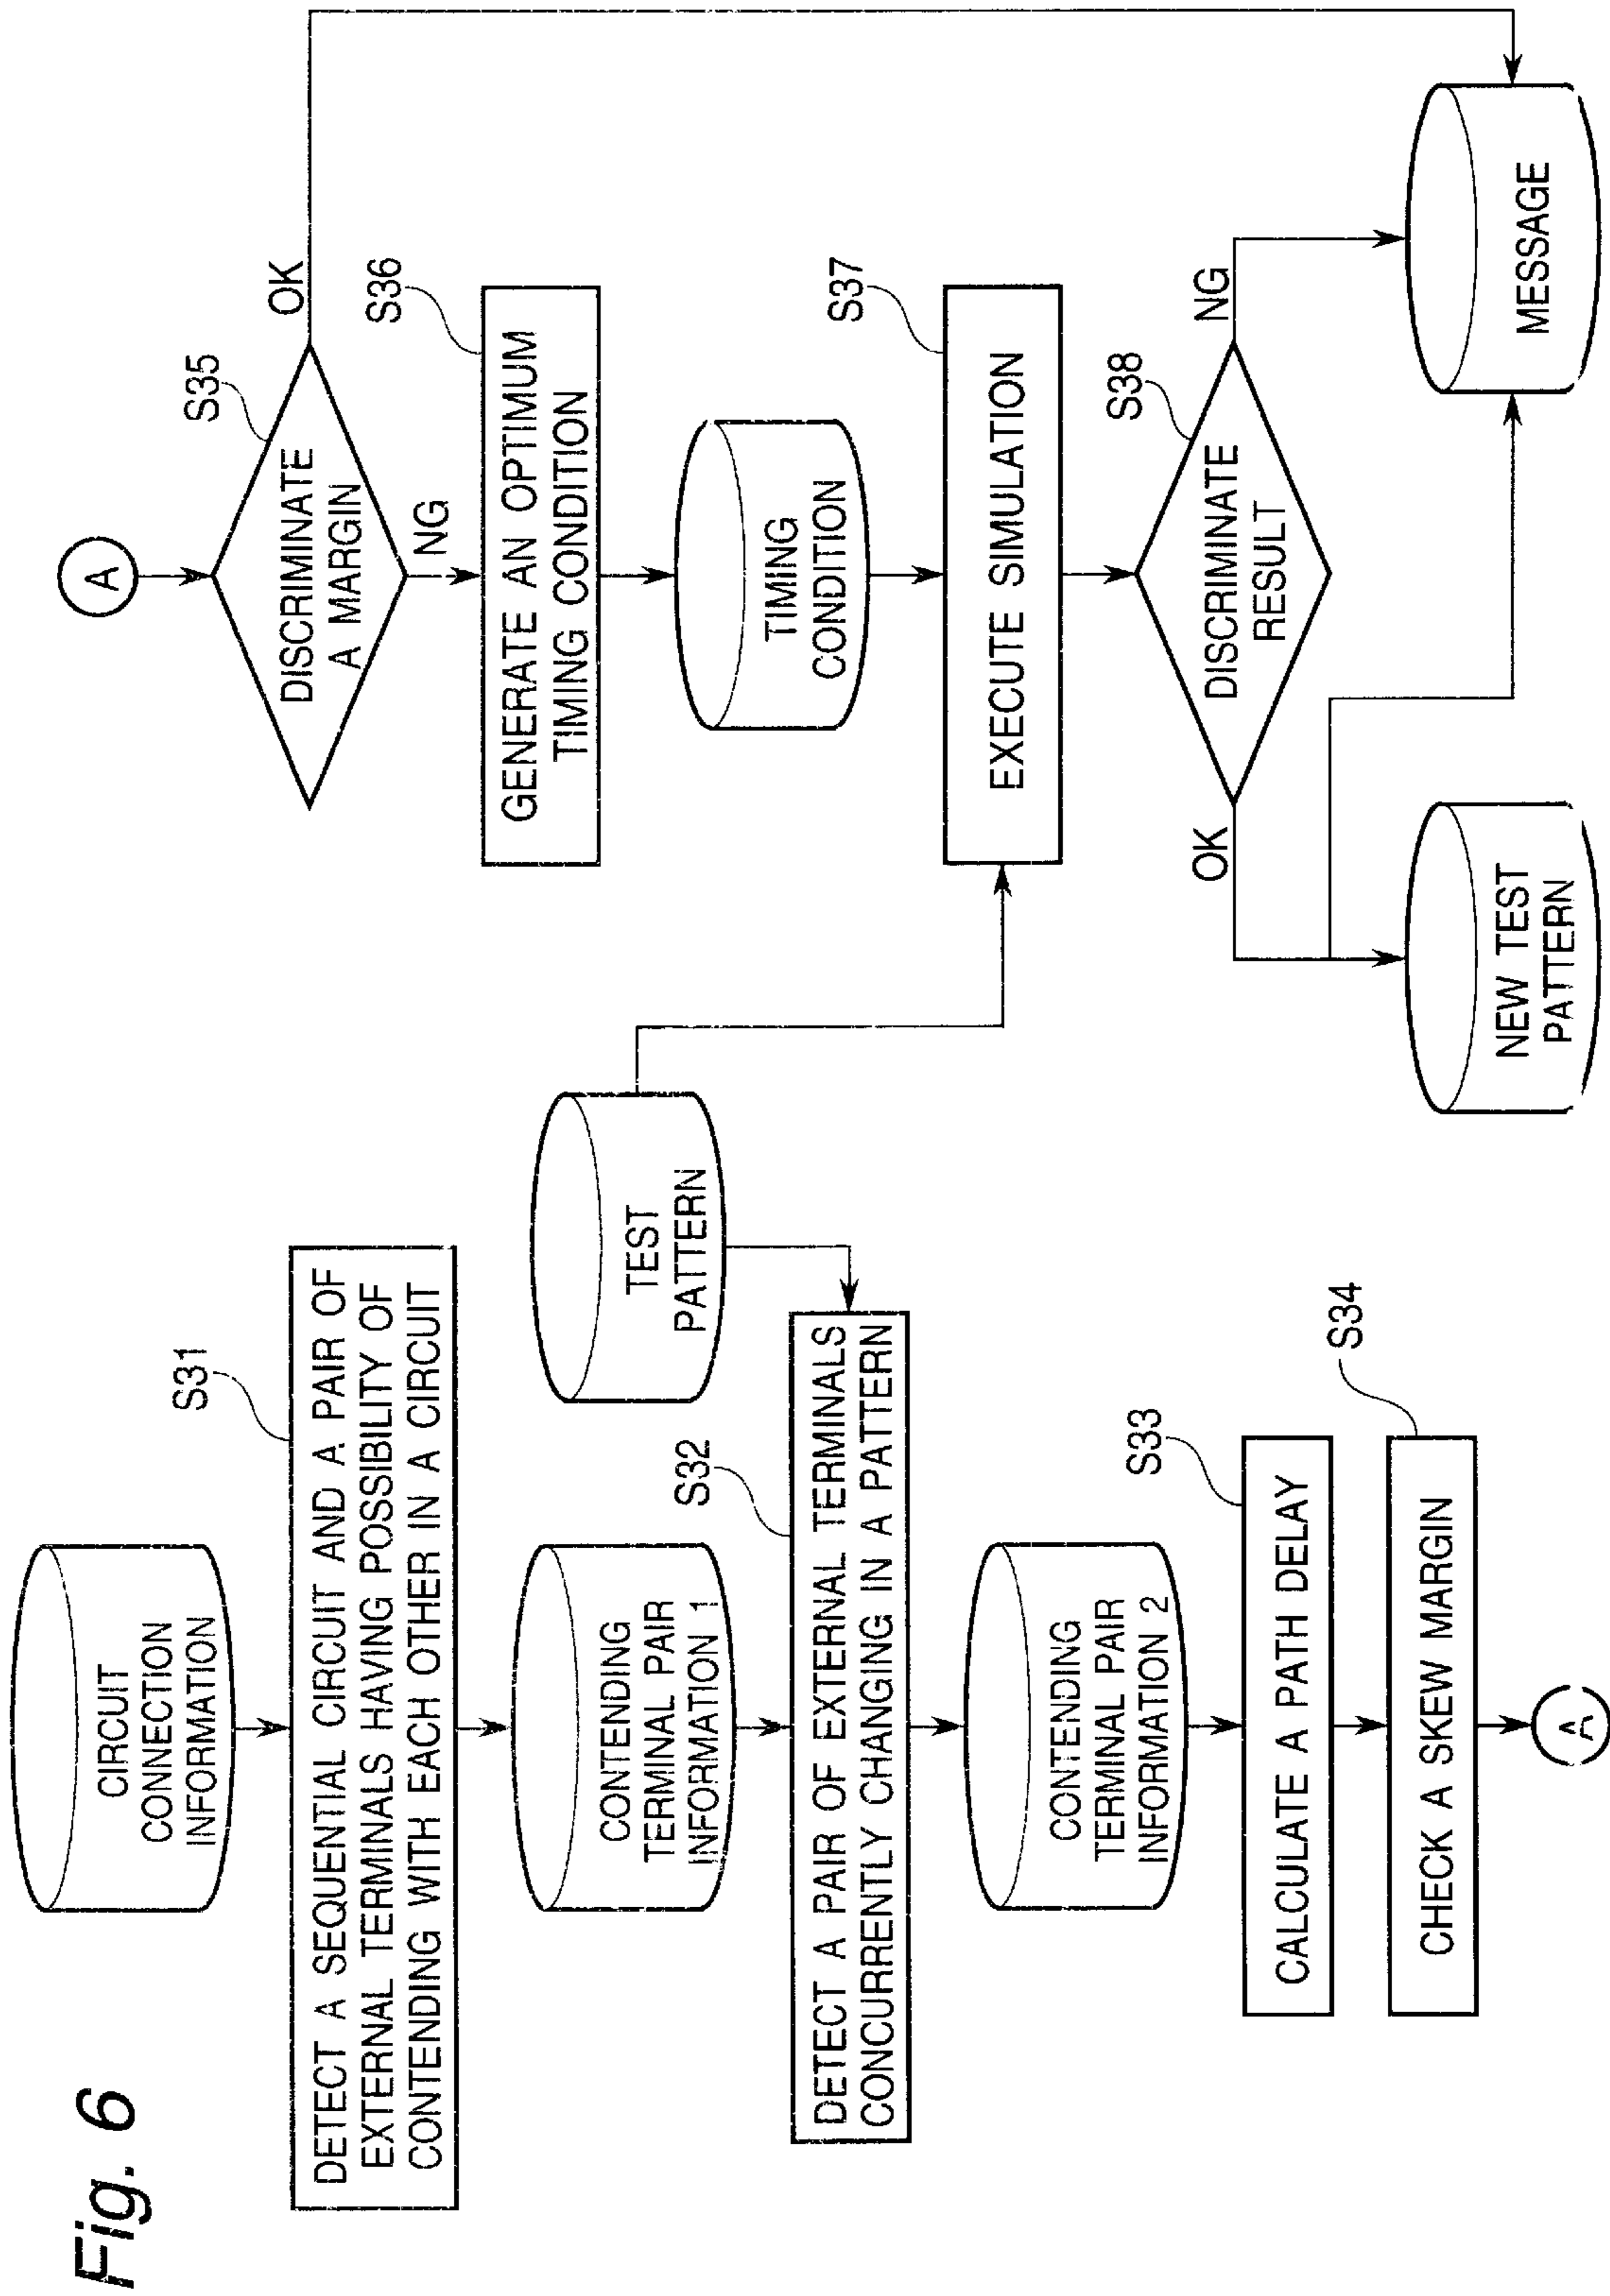 Fig. 6
CIRCUIT
CONNECTION
INFORMATION
S31
DETECT A SEQUENTIAL CIRCUIT AND A PAIR OF
EXTERNAL TERMINALS HAVING POSSIBILITY OF
CONTENDING WITH EACH OTHER IN A CIRCUIT
CONTENDING
TERMINAL PAIR
INFORMATION 1
TEST
PATTERN
S32
DETECT A PAIR OF EXTERNAL TERMINALS
CONCURRENTLY CHANGING IN A PATTERN
CONTENDING
TERMINAL PAIR
INFORMATION 2
S33
CALCULATE A PATH DELAY
S34
CHECK A SKEW MARGIN
A
A
S35
DISCRIMINATE
A MARGIN
OK
NG
S36
GENERATE AN OPTIMUM
TIMING CONDITION
TIMING
CONDITION
S37
EXECUTE SIMULATION
S38
DISCRIMINATE
RESULT
OK
NG
NEW TEST
PATTERN
MESSAGE